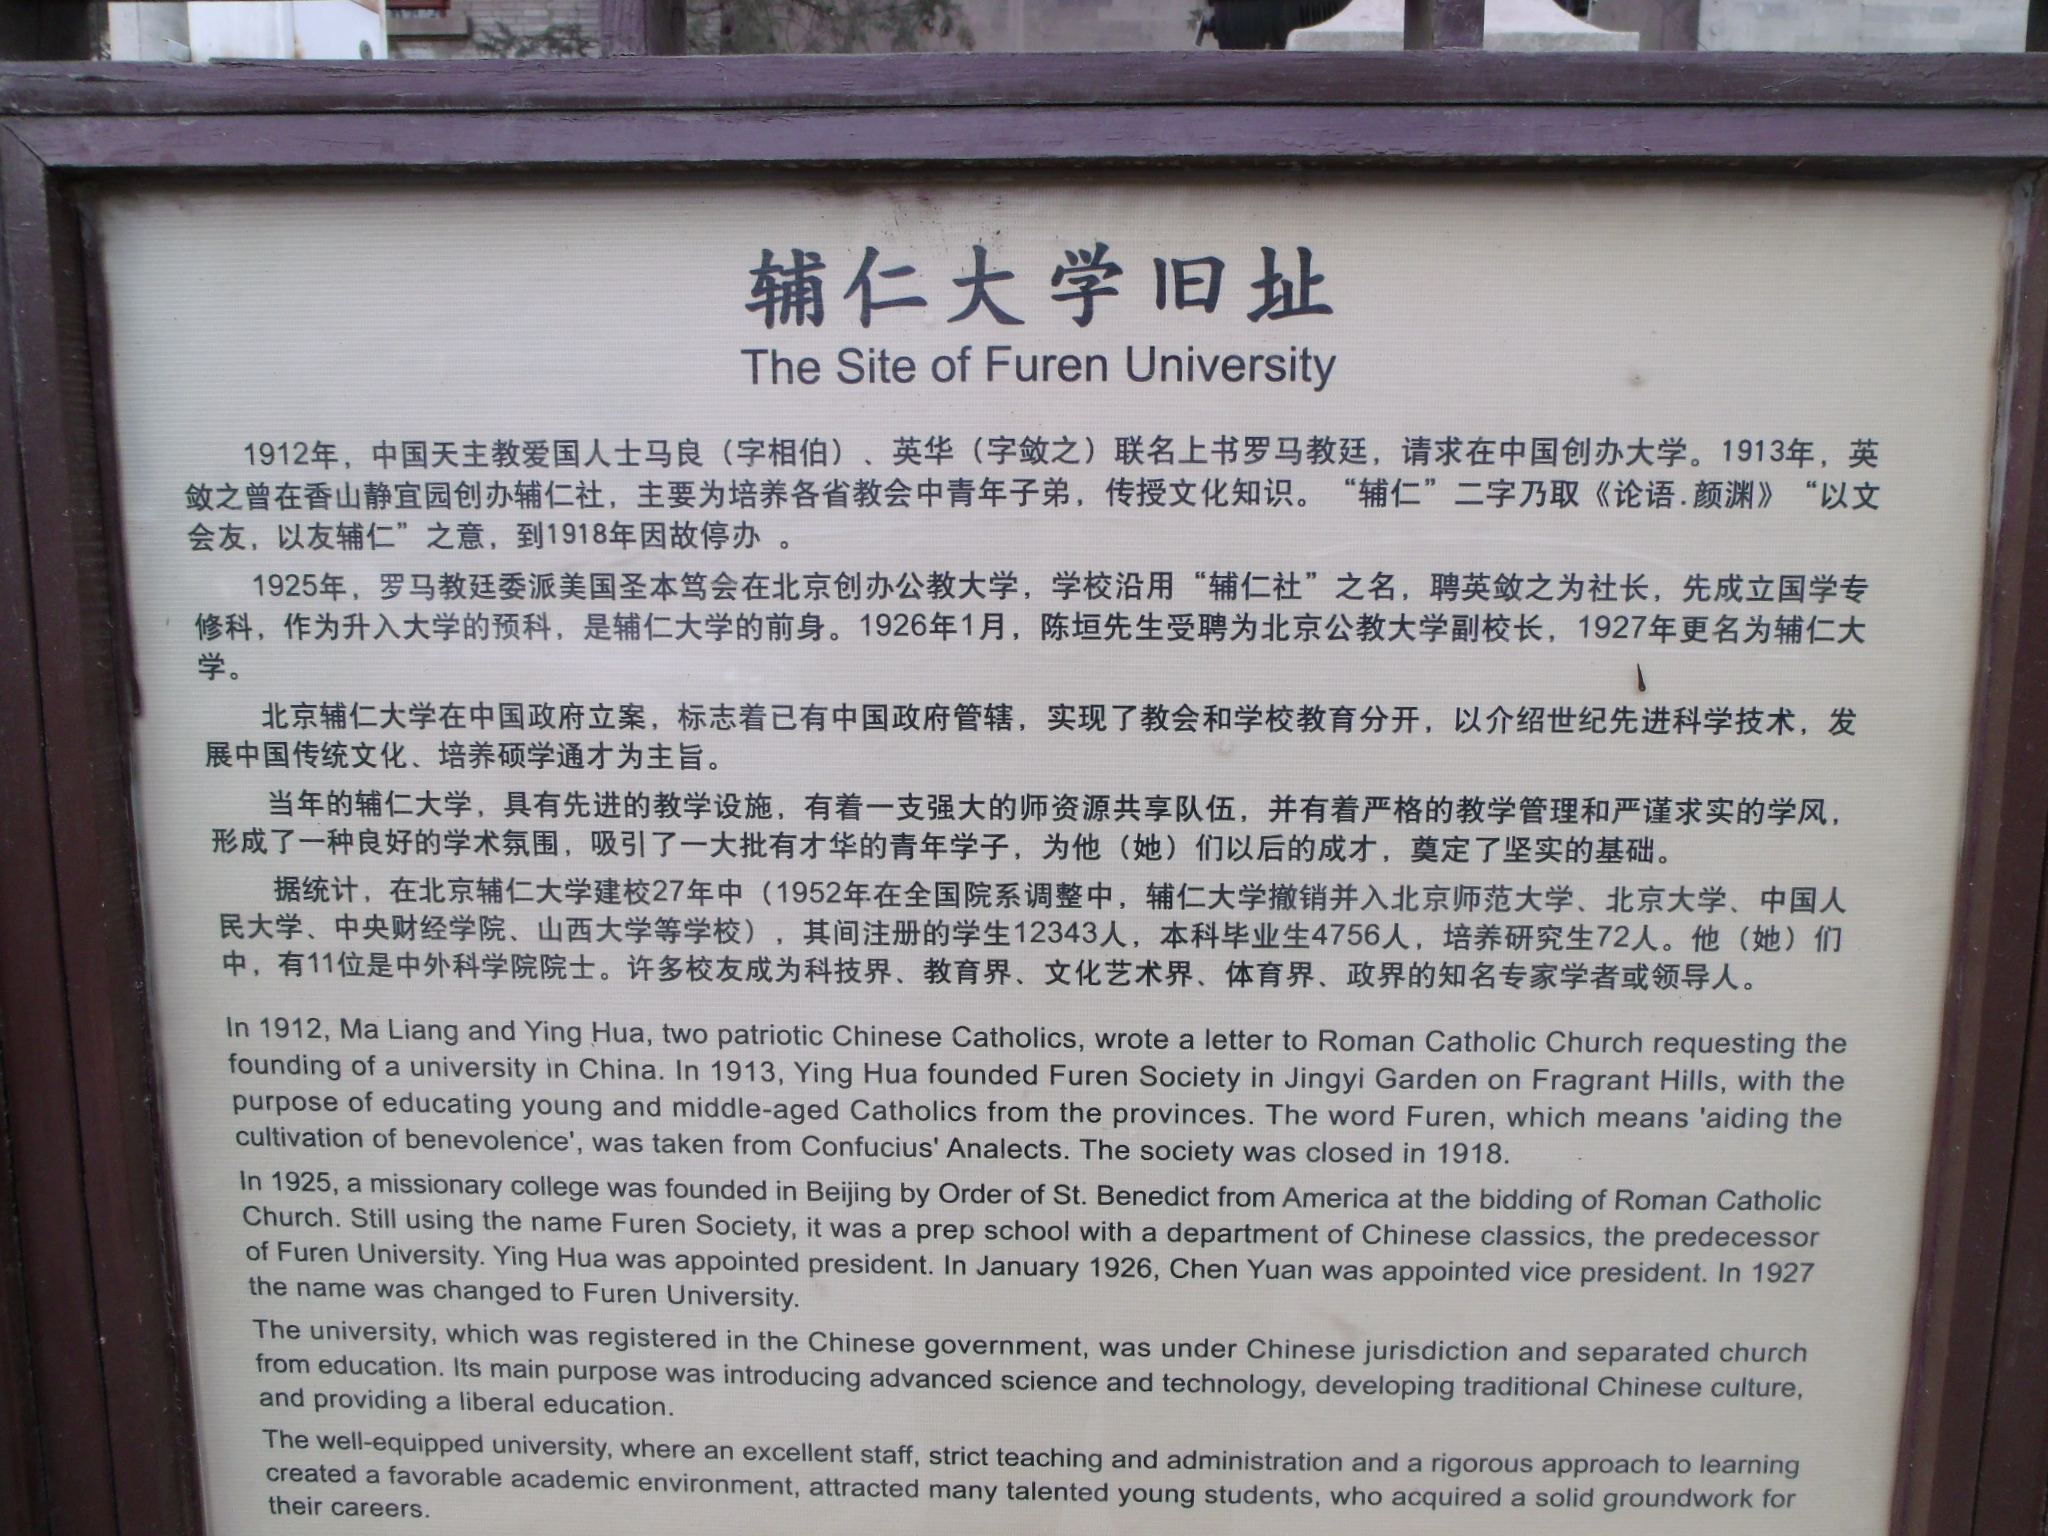 辅仁大学旧址
The Site of Furen University
1912年，中国天主教爱国人士马良（字相伯）、英华（字敛之）联名上书罗马教廷，请求在中国创办大学。1913年，英
敛之曾在香山静宜园创办辅仁社，主要为培养各省教会中青年子弟，传授文化知识。“辅仁”二字乃取《论语.颜渊》“以文
会友，以友辅仁”之意，到1918年因故停办 。
1925年，罗马教廷委派美国圣本笃会在北京创办公教大学，学校沿用“辅仁社”之名，聘英敛之为社长，先成立国学专
修科，作为升入大学的预科，是辅仁大学的前身。1926年1月，陈垣先生受聘为北京公教大学副校长，1927年更名为辅仁大
学。
北京辅仁大学在中国政府立案，标志着已有中国政府管辖，实现了教会和学校教育分开，以介绍世纪先进科学技术，发
展中国传统文化、培养硕学通才为主旨。
当年的辅仁大学，具有先进的教学设施，有着一支强大的师资源共享队伍，并有着严格的教学管理和严谨求实的学风，
形成了一种良好的学术氛围，吸引了一大批有才华的青年学子，为他（她）们以后的成才，奠定了坚实的基础。
据统计，在北京辅仁大学建校27年中（1952年在全国院系调整中，辅仁大学撤销并入北京师范大学、北京大学、中国人
民大学、中央财经学院、山西大学等学校），其间注册的学生12343人，本科毕业生4756人，培养研究生72人。他（她）们
中，有11位是中外科学院院士。许多校友成为科技界、教育界、文化艺术界、体育界、政界的知名专家学者或领导人。
In 1912, Ma Liang and Ying Hua, two patriotic Chinese Catholics, wrote a letter to Roman Catholic Church requesting the
founding of a university in China. In 1913, Ying Hua founded Furen Society in Jingyi Garden on Fragrant Hills, with the
purpose of educating young and middle-aged Catholics from the provinces. The word Furen, which means 'aiding the
cultivation of benevolence', was taken from Confucius' Analects. The society was closed in 1918.
In 1925, a missionary college was founded in Beijing by Order of St. Benedict from America at the bidding of Roman Catholic
Church. Still using the name Furen Society, it was a prep school with a department of Chinese classics, the predecessor
of Furen University. Ying Hua was appointed president. In January 1926, Chen Yuan was appointed vice president. In 1927
the name was changed to Furen University.
The university, which was registered in the Chinese government, was under Chinese jurisdiction and separated church
from education. Its main purpose was introducing advanced science and technology, developing traditional Chinese culture,
and providing a liberal education.
The well-equipped university, where an excellent staff, strict teaching and administration and a rigorous approach to learning
created a favorable academic environment, attracted many talented young students, who acquired a solid groundwork for
their careers.